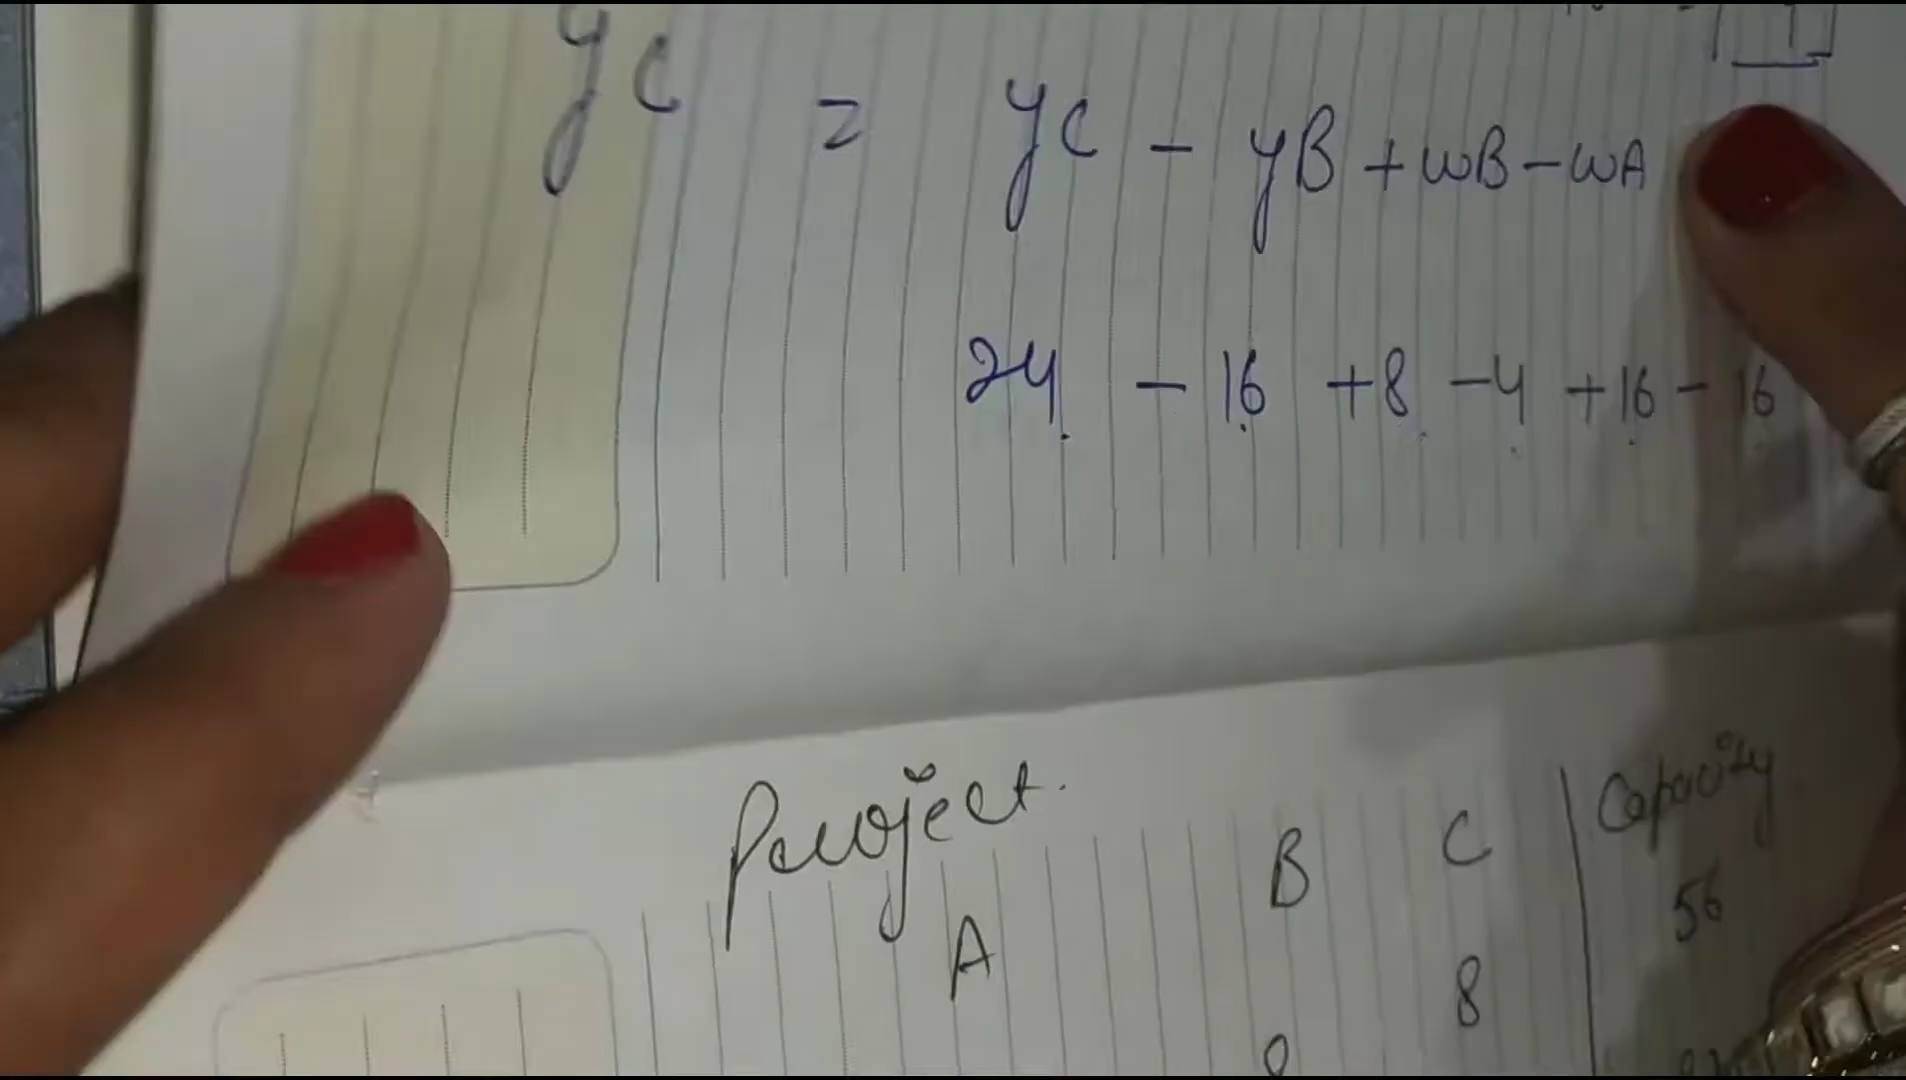 yC = yC - yB + wB - wA
24 - 16 + 8 - 4 + 16 - 16
Project. Capacity
A B C 56
8